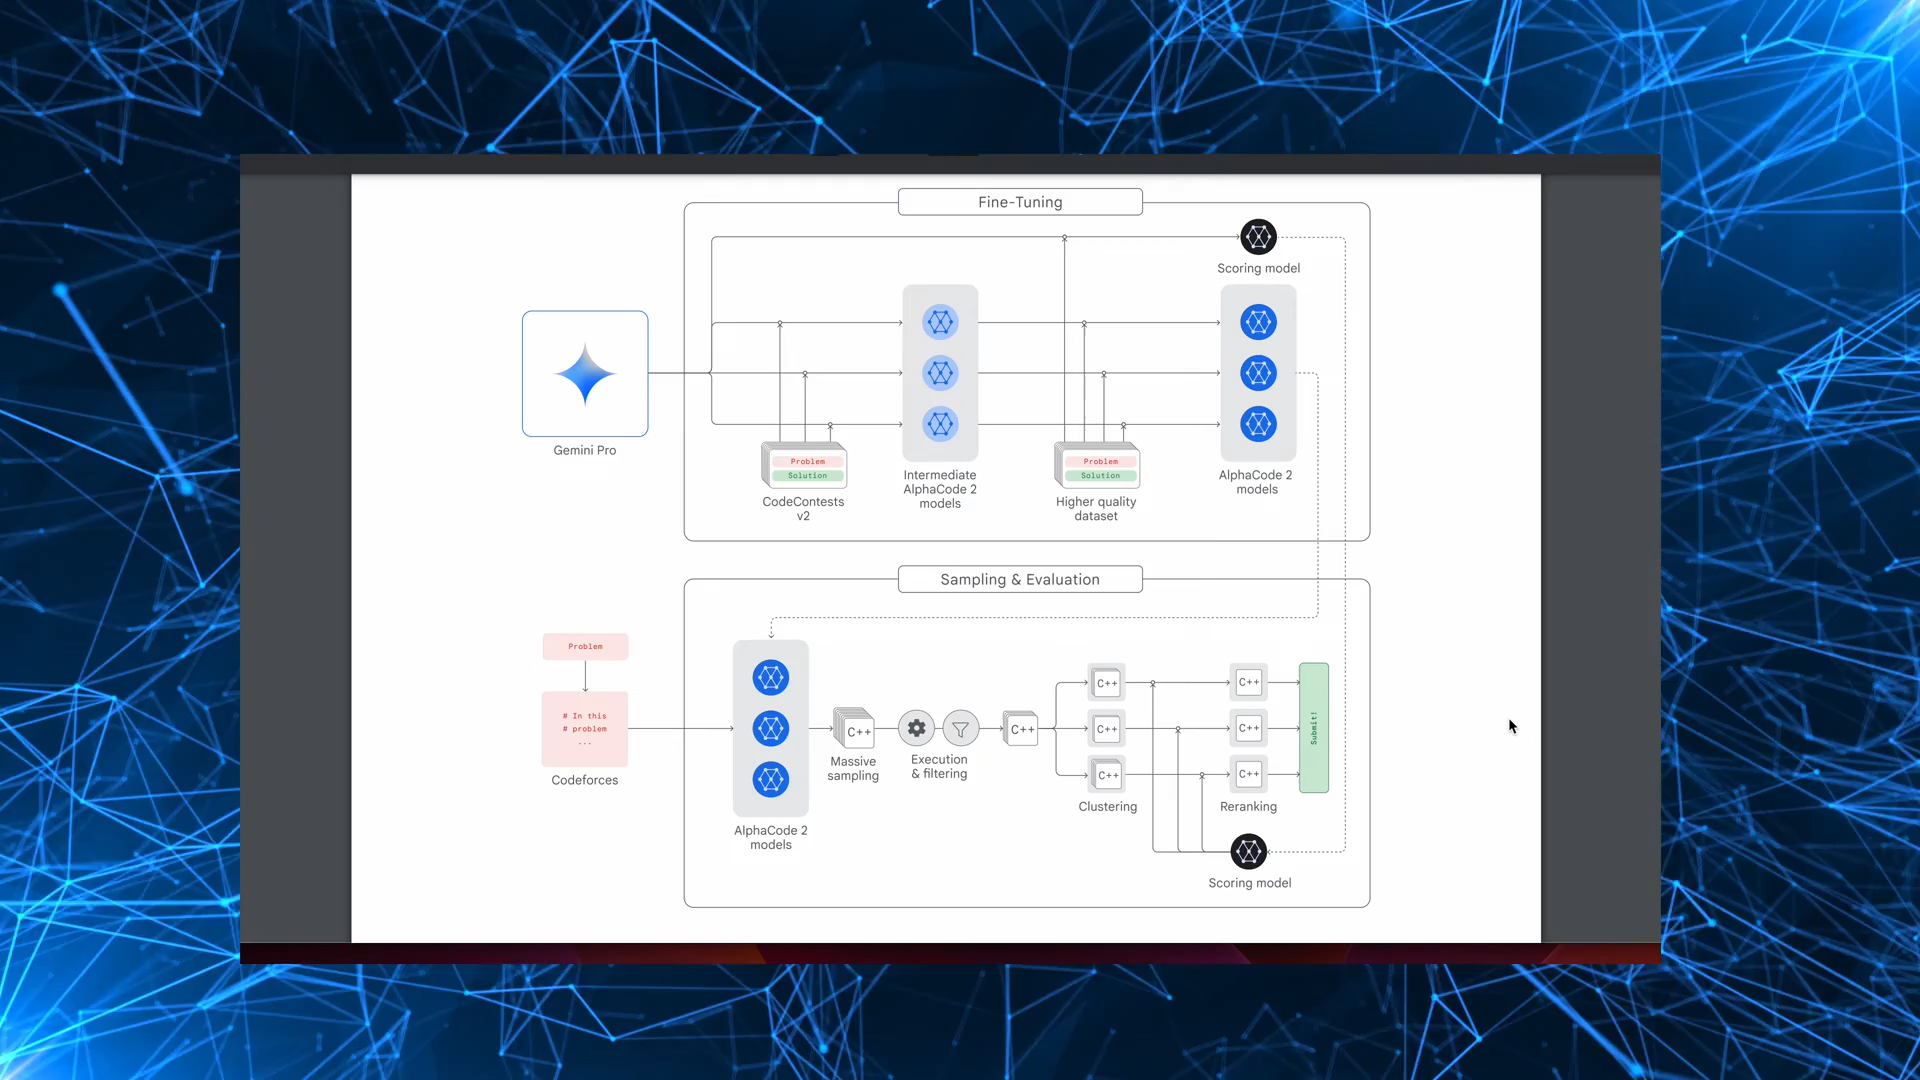 Fine-Tuning
Scoring model
Gemini Pro
Problem
Solution
CodeContests
v2
Intermediate
AlphaCode 2
models
Problem
Solution
Higher quality
dataset
AlphaCode 2
models
Sampling & Evaluation
Problem
# In this
# problem
...
Codeforces
AlphaCode 2
models
C++
Massive
sampling
Execution
& filtering
C++
C++
C++
C++
Clustering
C++
C++
C++
Reranking
Submit!
Scoring model